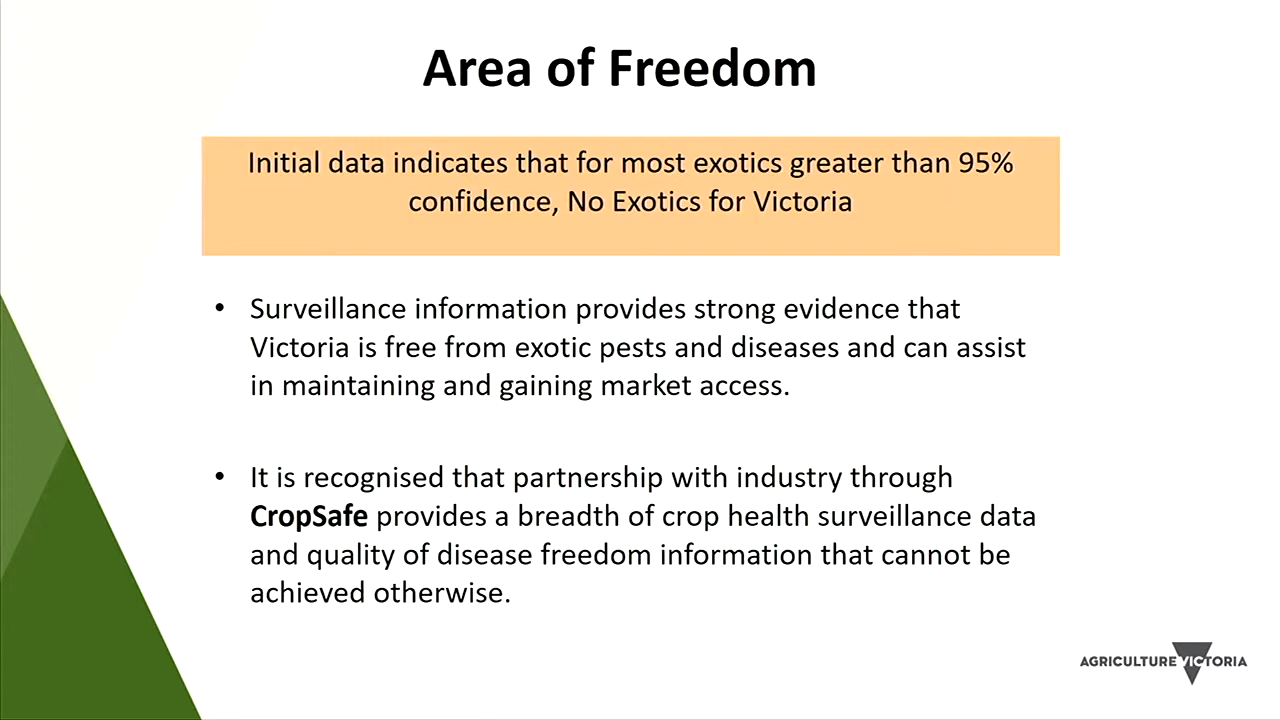 Area of Freedom
Initial data indicates that for most exotics greater than 95%
confidence, No Exotics for Victoria
• Surveillance information provides strong evidence that
Victoria is free from exotic pests and diseases and can assist
in maintaining and gaining market access.
• It is recognised that partnership with industry through
CropSafe provides a breadth of crop health surveillance data
and quality of disease freedom information that cannot be
achieved otherwise.
AGRICULTURE VICTORIA